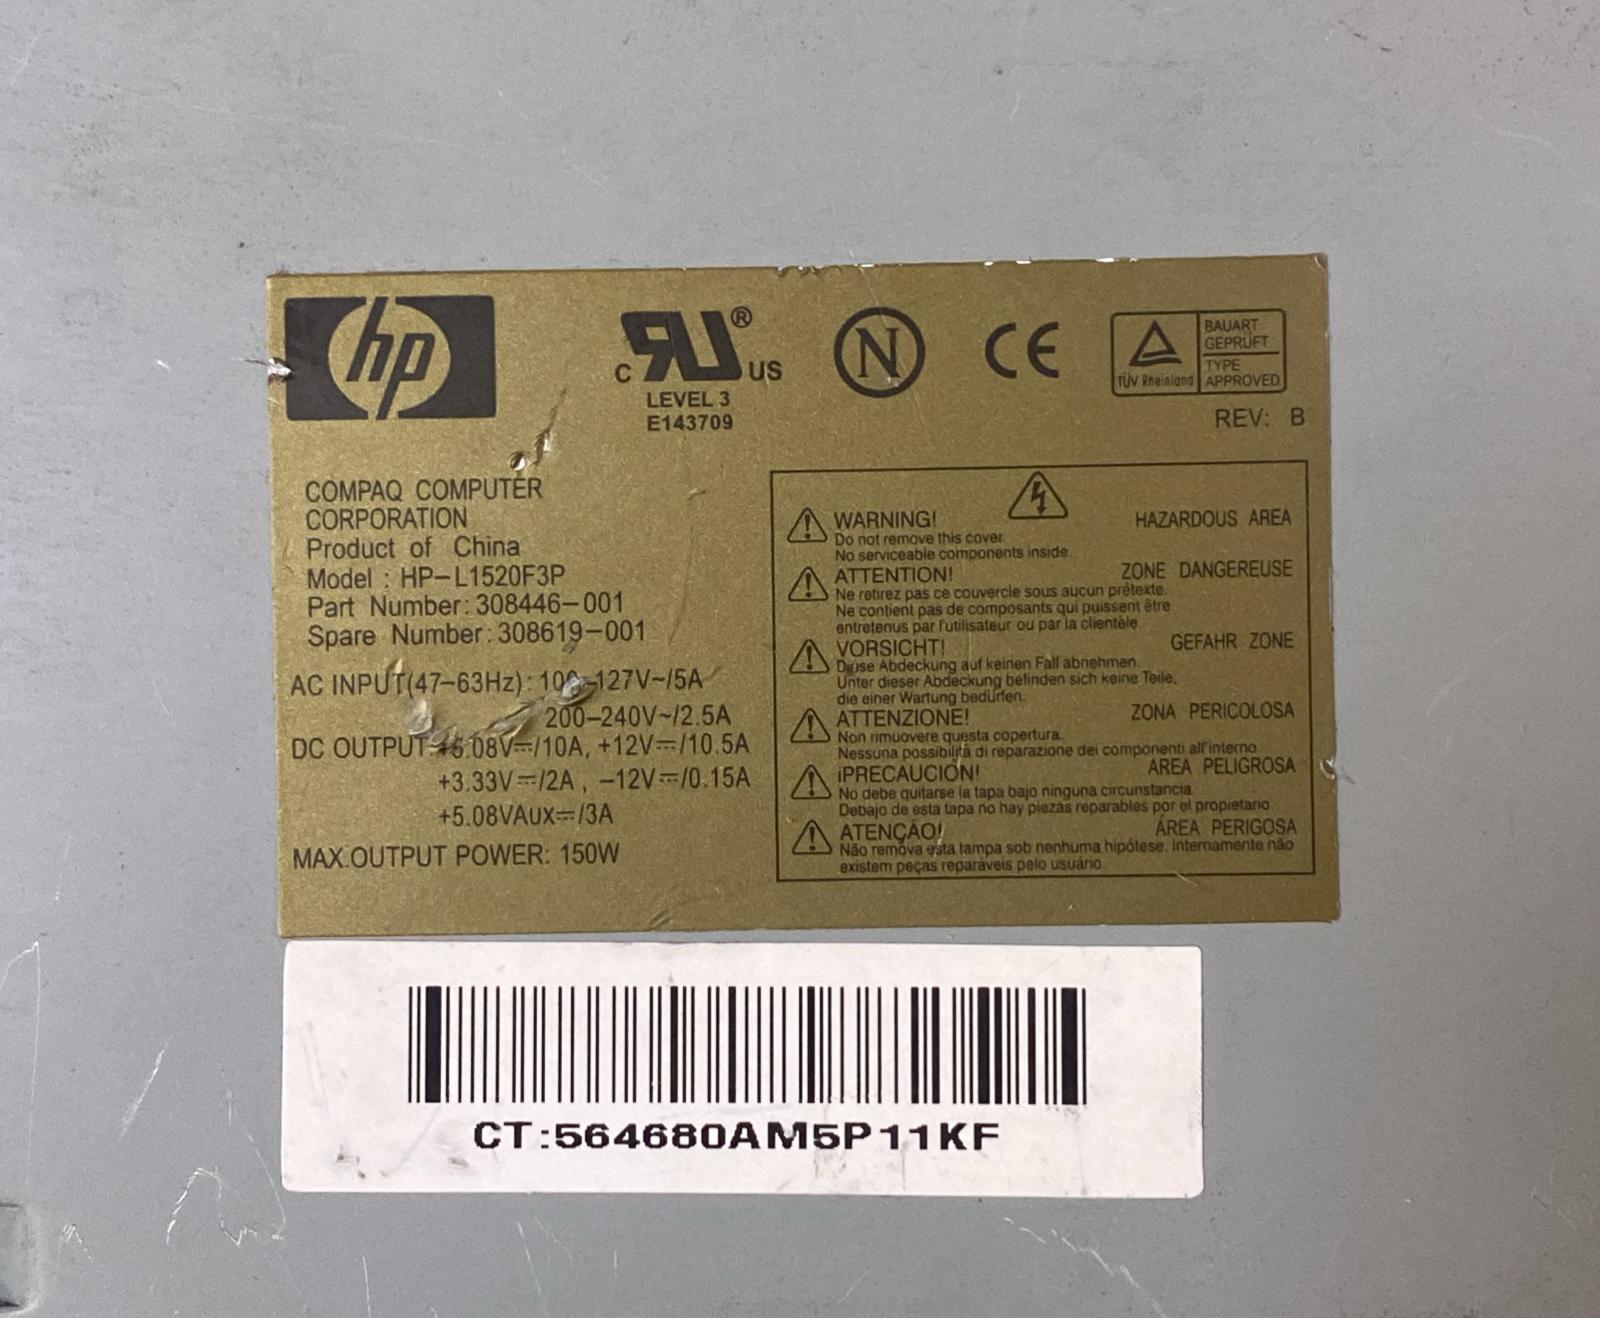 hp
C RU® US
LEVEL 3
E143709
N
CE
TÜV Rheinland
BAUART
GEPRÜFT
TYPE
APPROVED
REV: B
COMPAQ COMPUTER
CORPORATION
Product of China
Model : HP-L1520F3P
Part Number: 308446-001
Spare Number: 308619-001
AC INPUT(47-63Hz): 100-127V~/5A
200-240V~/2.5A
DC OUTPUT: +5.08V⎓/10A, +12V⎓/10.5A
+3.33V⎓/2A , -12V⎓/0.15A
+5.08VAux⎓/3A
MAX.OUTPUT POWER: 150W
WARNING! HAZARDOUS AREA
Do not remove this cover.
No serviceable components inside.
ATTENTION! ZONE DANGEREUSE
Ne retirez pas ce couvercle sous aucun prétexte.
Ne contient pas de composants qui puissent être
entretenus par l'utilisateur ou par la clientèle.
VORSICHT! GEFAHR ZONE
Diese Abdeckung auf keinen Fall abnehmen.
Unter dieser Abdeckung befinden sich keine Teile,
die einer Wartung bedürfen.
ATTENZIONE! ZONA PERICOLOSA
Non rimuovere questa copertura.
Nessuna possibilità di reparazione dei componenti all'interno.
¡PRECAUCIÓN! AREA PELIGROSA
No debe quitarse la tapa bajo ninguna circunstancia.
Debajo de esta tapa no hay piezas reparables por el propietario.
ATENÇÃO! ÁREA PERIGOSA
Não remova esta tampa sob nenhuma hipótese. Internamente não
existem peças reparáveis pelo usuário.
CT:564680AM5P11KF